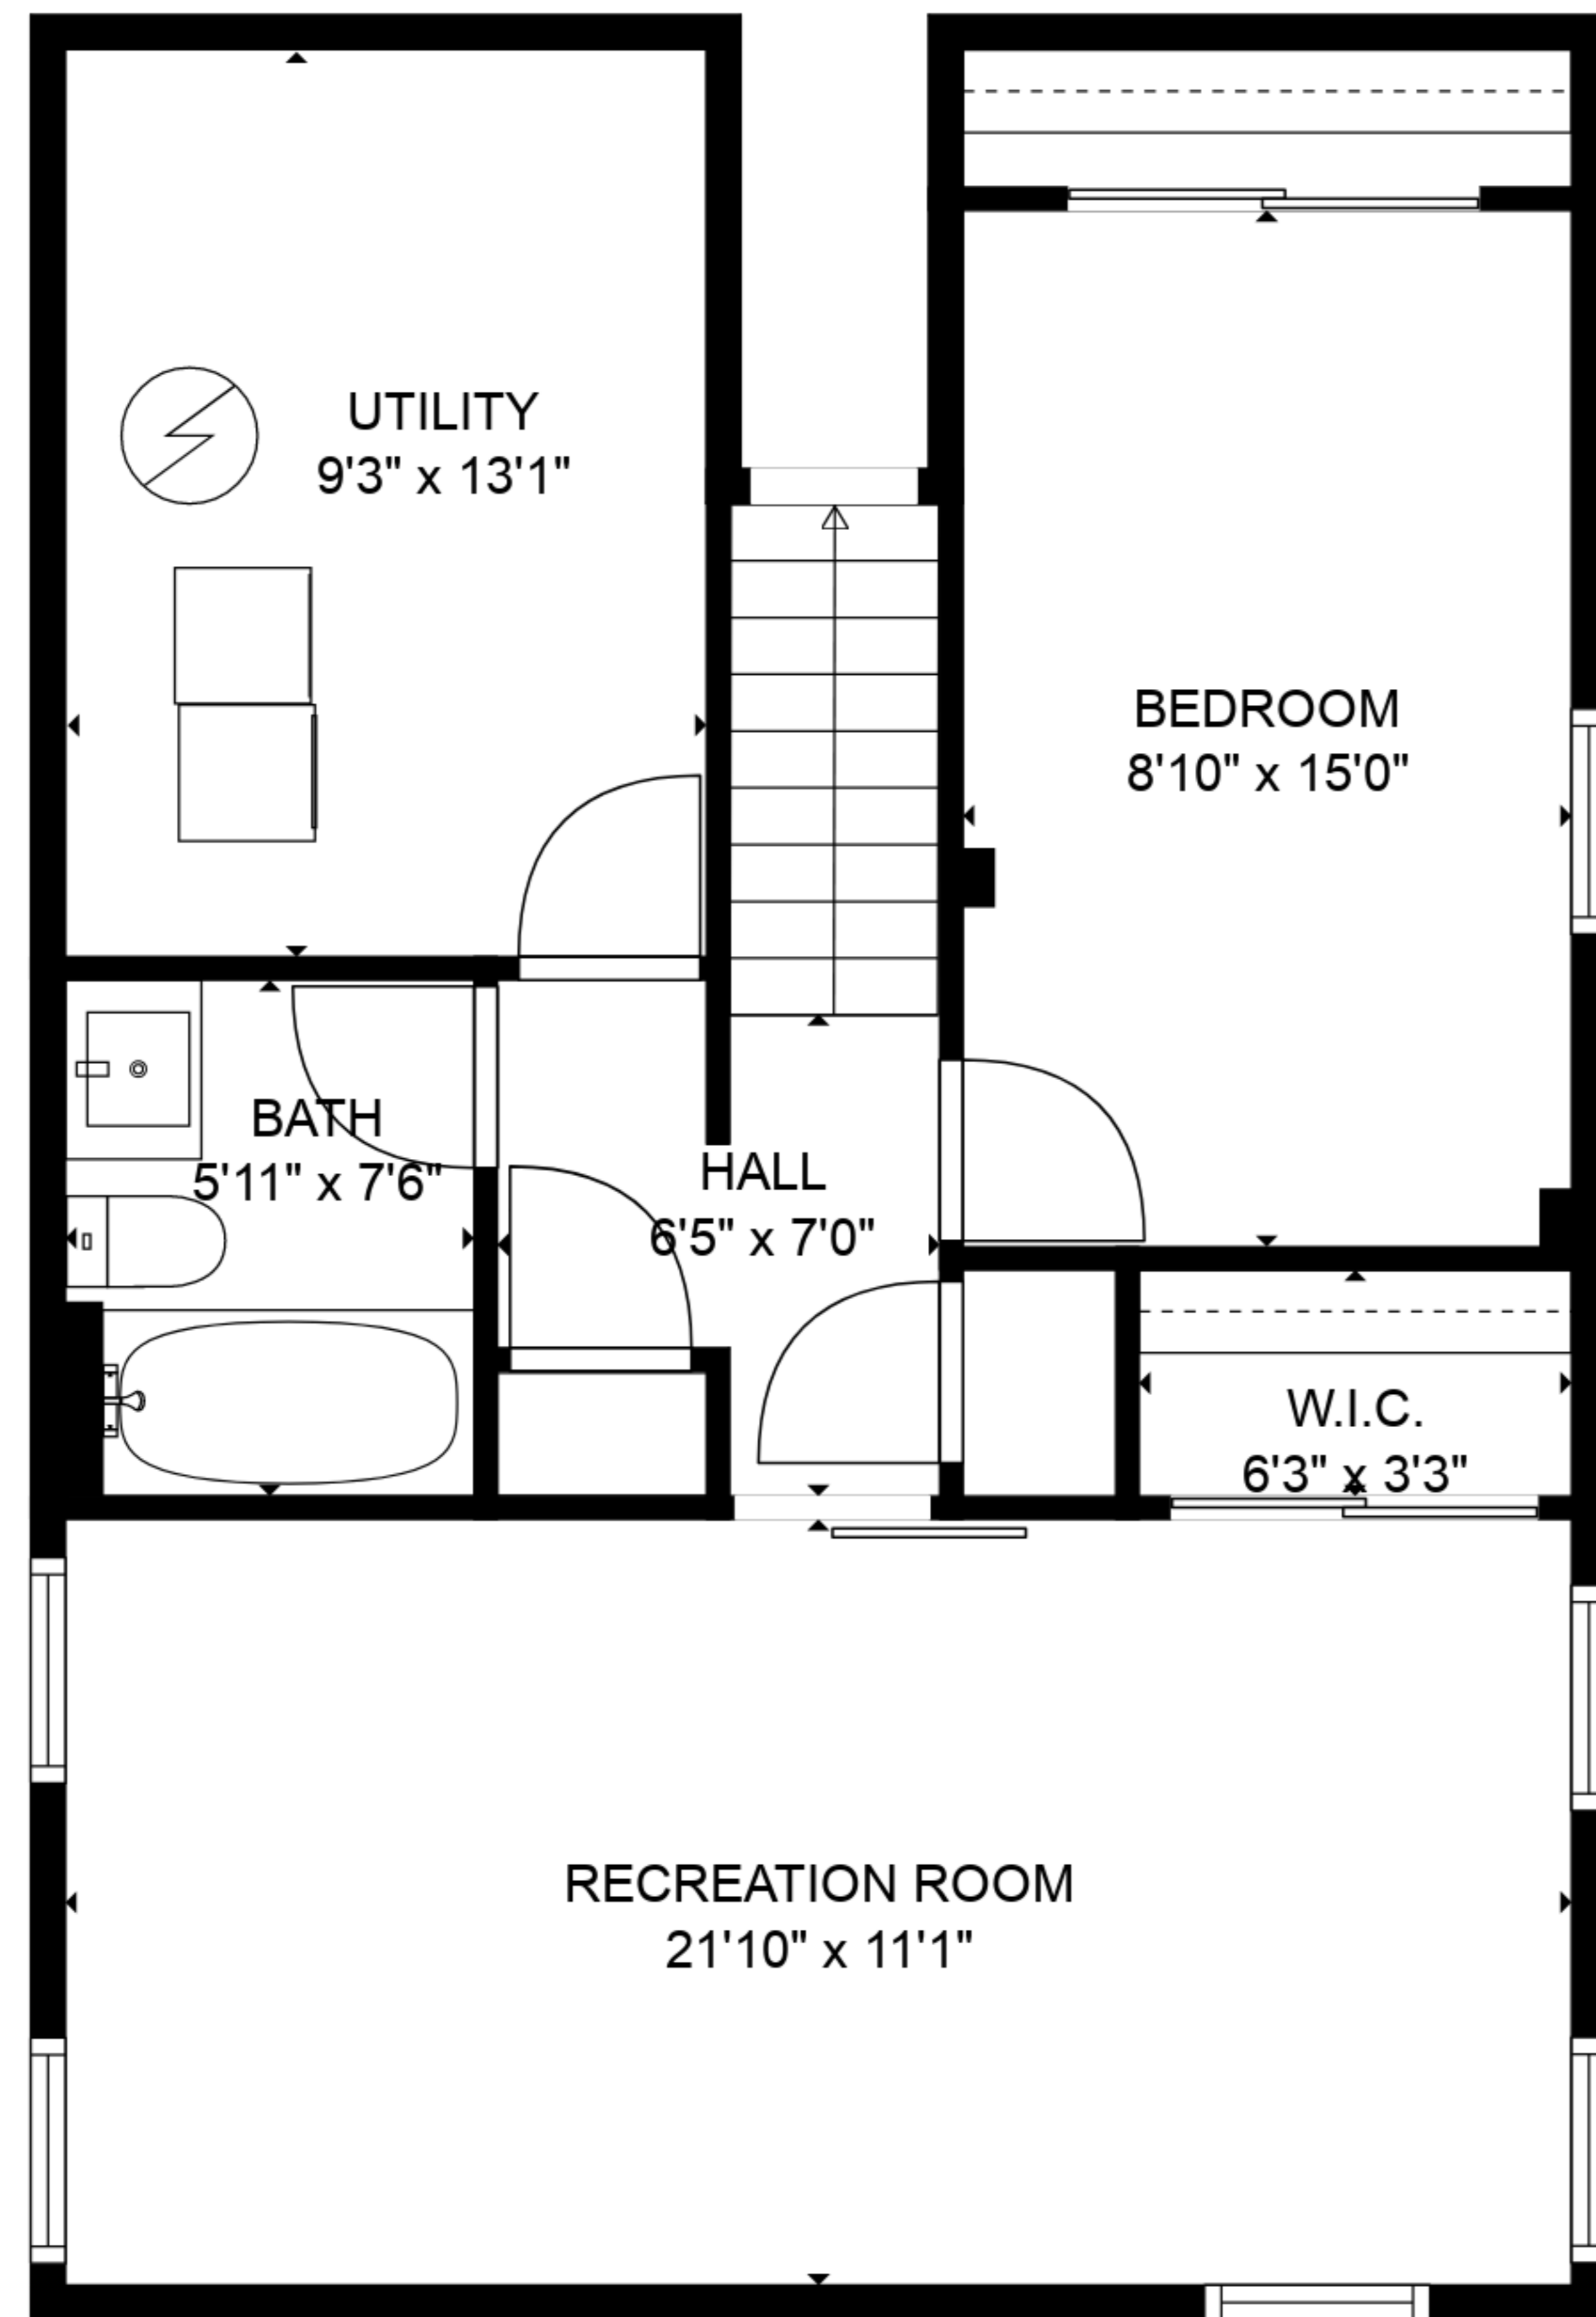 UTILITY
9'3" x 13'1"
BEDROOM
8'10" x 15'0"
BATH
5'11" x 7'6"
HALL
6'5" x 7'0"
W.I.C.
6'3" x 3'3"
RECREATION ROOM
21'10" x 11'1"